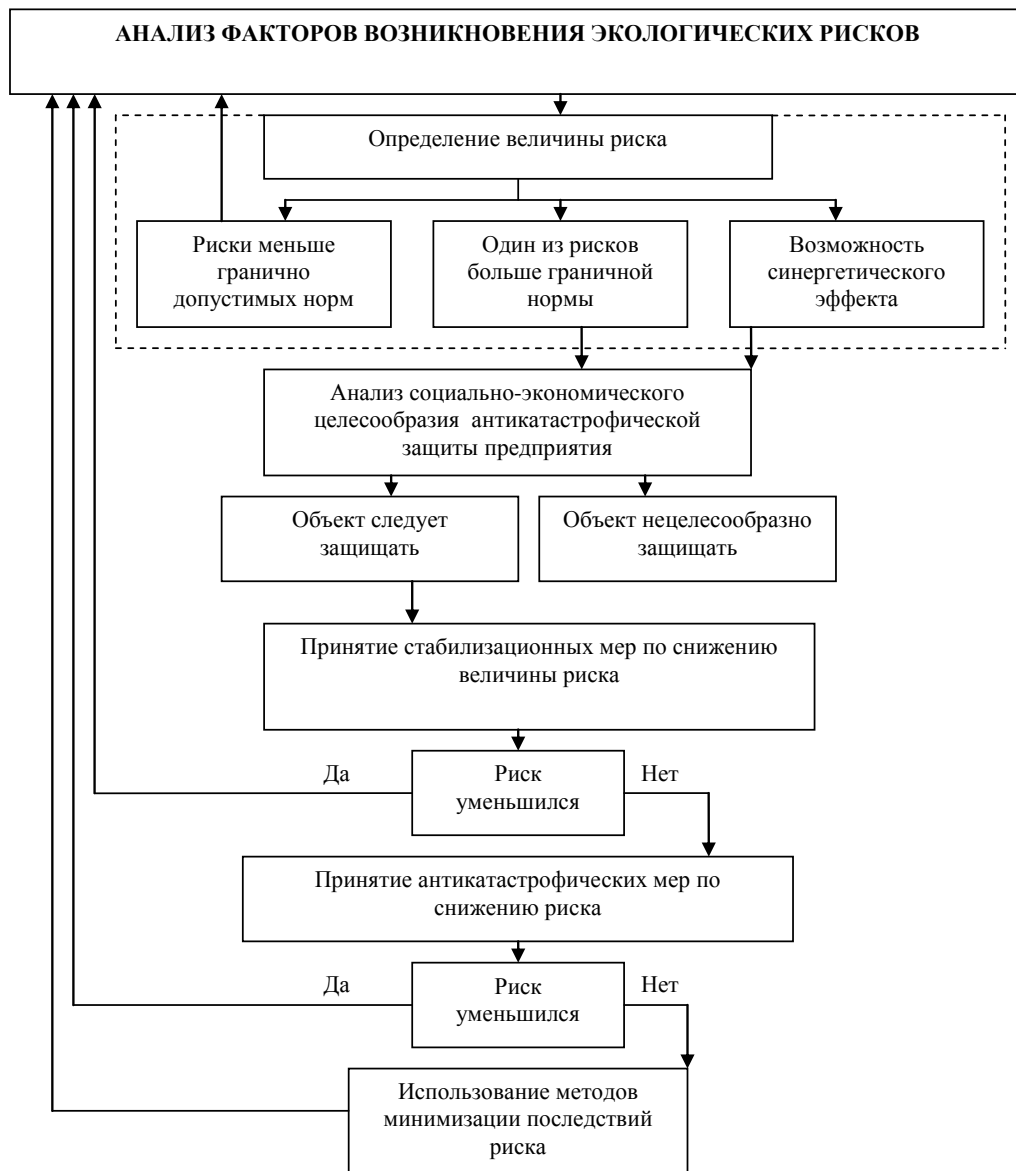 АНАЛИЗ ФАКТОРОВ ВОЗНИКНОВЕНИЯ ЭКОЛОГИЧЕСКИХ РИСКОВ
Определение величины риска
Риски меньше
гранично
допустимых норм
Один из рисков
больше граничной
нормы
Возможность
синергетического
эффекта
Анализ социально-экономического
целесообразия антикатастрофической
защиты предприятия
Объект следует
защищать
Объект нецелесообразно
защищать
Принятие стабилизационных мер по снижению
величины риска
Да
Риск
уменьшился
Нет
Принятие антикатастрофических мер по
снижению риска
Да
Риск
уменьшился
Нет
Использование методов
минимизации последствий
риска